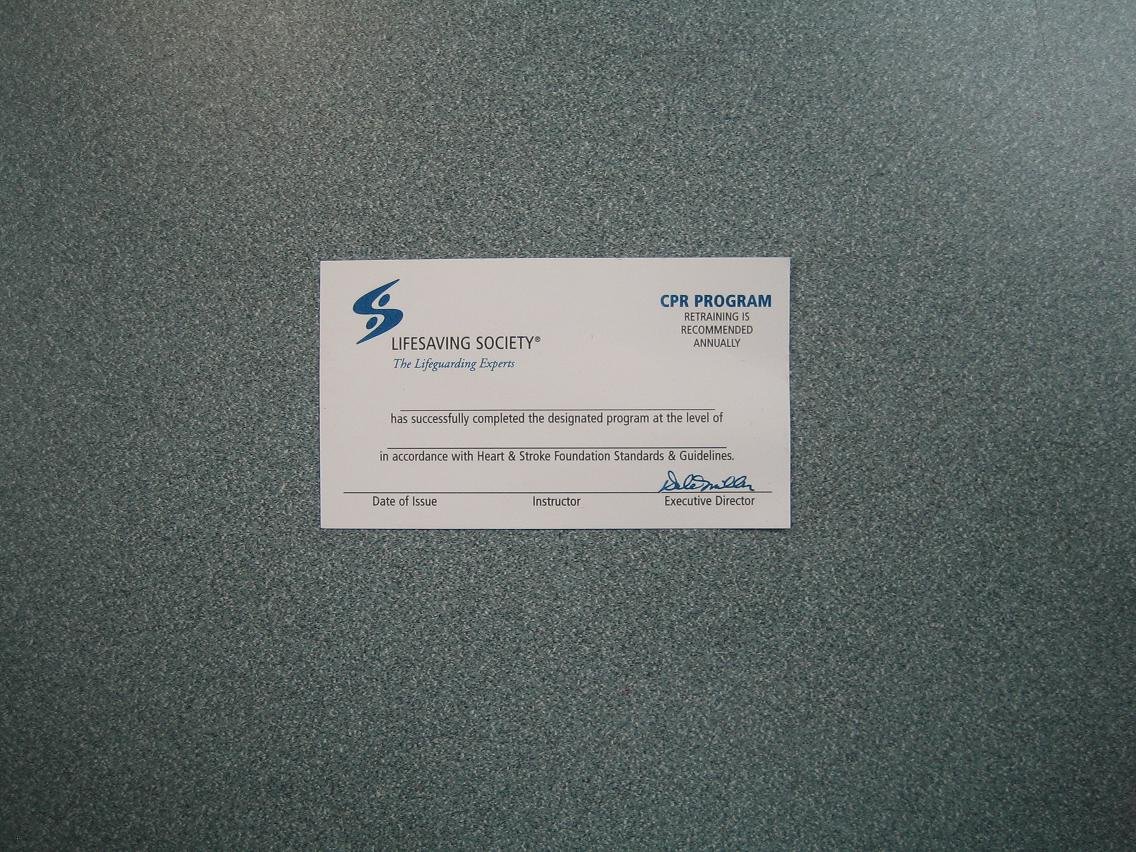 LIFESAVING SOCIETY®
The Lifeguarding Experts
CPR PROGRAM
RETRAINING IS
RECOMMENDED
ANNUALLY
has successfully completed the designated program at the level of
in accordance with Heart & Stroke Foundation Standards & Guidelines.
Date of Issue Instructor Executive Director